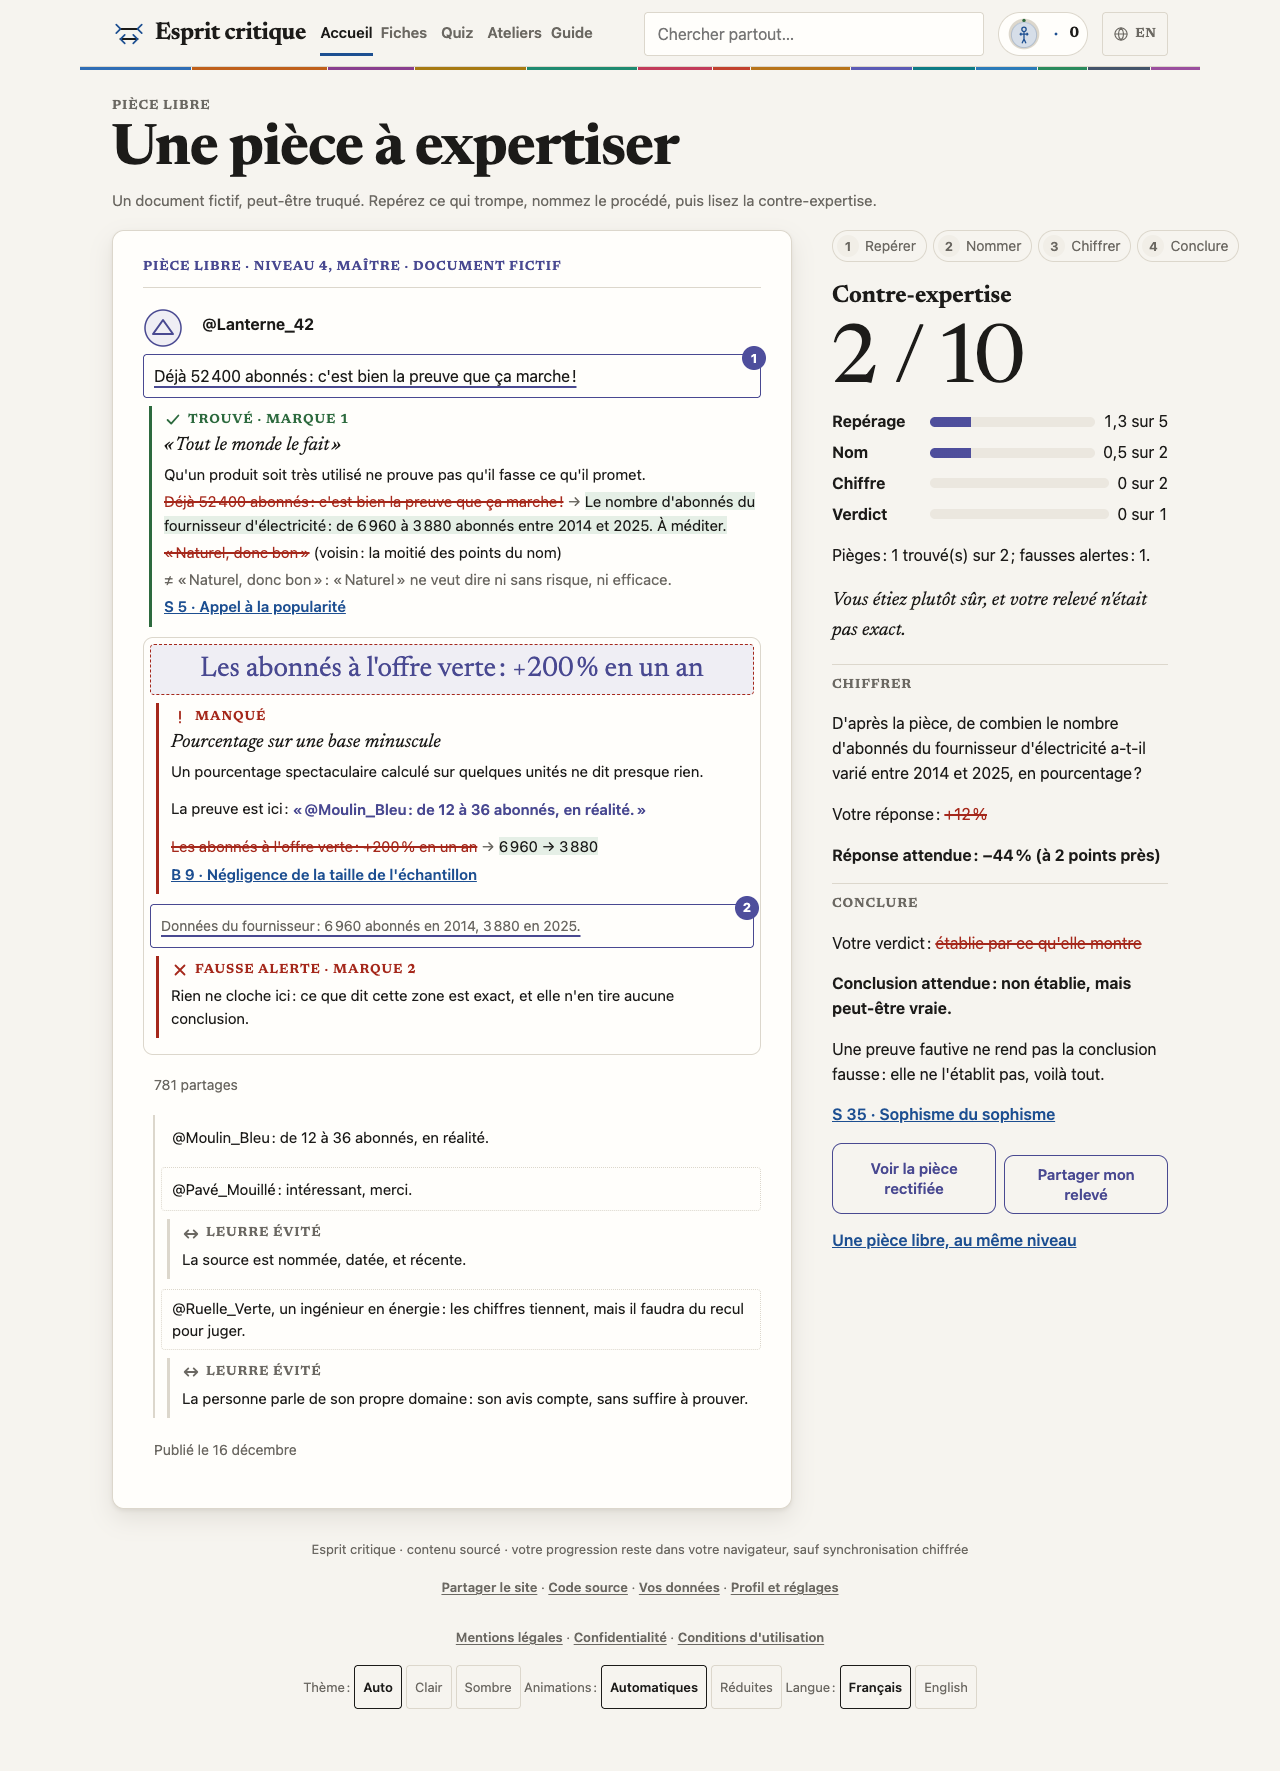 Esprit critique
Accueil
Fiches
Quiz
Ateliers
Guide
Chercher partout...
· 0
EN
PIÈCE LIBRE
Une pièce à expertiser
Un document fictif, peut-être truqué. Repérez ce qui trompe, nommez le procédé, puis lisez la contre-expertise.
PIÈCE LIBRE · NIVEAU 4, MAÎTRE · DOCUMENT FICTIF
@Lanterne_42
1
Déjà 52 400 abonnés : c'est bien la preuve que ça marche !
TROUVÉ · MARQUE 1
« Tout le monde le fait »
Qu'un produit soit très utilisé ne prouve pas qu'il fasse ce qu'il promet.
Déjà 52 400 abonnés : c'est bien la preuve que ça marche ! → Le nombre d'abonnés du
fournisseur d'électricité : de 6 960 à 3 880 abonnés entre 2014 et 2025. À méditer.
« Naturel, donc bon » (voisin : la moitié des points du nom)
≠ « Naturel, donc bon » : « Naturel » ne veut dire ni sans risque, ni efficace.
S 5 · Appel à la popularité
Les abonnés à l'offre verte : +200 % en un an
! MANQUÉ
Pourcentage sur une base minuscule
Un pourcentage spectaculaire calculé sur quelques unités ne dit presque rien.
La preuve est ici : « @Moulin_Bleu : de 12 à 36 abonnés, en réalité. »
Les abonnés à l'offre verte : +200 % en un an → 6 960 → 3 880
B 9 · Négligence de la taille de l'échantillon
2
Données du fournisseur : 6 960 abonnés en 2014, 3 880 en 2025.
FAUSSE ALERTE · MARQUE 2
Rien ne cloche ici : ce que dit cette zone est exact, et elle n'en tire aucune
conclusion.
781 partages
@Moulin_Bleu : de 12 à 36 abonnés, en réalité.
@Pavé_Mouillé : intéressant, merci.
LEURRE ÉVITÉ
La source est nommée, datée, et récente.
@Ruelle_Verte, un ingénieur en énergie : les chiffres tiennent, mais il faudra du recul
pour juger.
LEURRE ÉVITÉ
La personne parle de son propre domaine : son avis compte, sans suffire à prouver.
Publié le 16 décembre
1 Repérer
2 Nommer
3 Chiffrer
4 Conclure
Contre-expertise
2 / 10
Repérage 1,3 sur 5
Nom 0,5 sur 2
Chiffre 0 sur 2
Verdict 0 sur 1
Pièges : 1 trouvé(s) sur 2 ; fausses alertes : 1.
Vous étiez plutôt sûr, et votre relevé n'était
pas exact.
CHIFFRER
D'après la pièce, de combien le nombre
d'abonnés du fournisseur d'électricité a-t-il
varié entre 2014 et 2025, en pourcentage ?
Votre réponse : +12 %
Réponse attendue : −44 % (à 2 points près)
CONCLURE
Votre verdict : établie par ce qu'elle montre
Conclusion attendue : non établie, mais
peut-être vraie.
Une preuve fautive ne rend pas la conclusion
fausse : elle ne l'établit pas, voilà tout.
S 35 · Sophisme du sophisme
Voir la pièce
rectifiée
Partager mon
relevé
Une pièce libre, au même niveau
Esprit critique · contenu sourcé · votre progression reste dans votre navigateur, sauf synchronisation chiffrée
Partager le site · Code source · Vos données · Profil et réglages
Mentions légales · Confidentialité · Conditions d'utilisation
Thème : Auto Clair Sombre Animations : Automatiques Réduites Langue : Français English